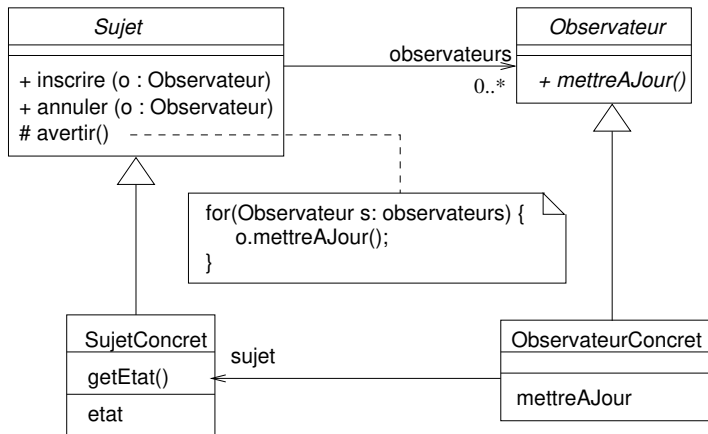 Sujet
+ inscrire (o : Observateur)
+ annuler (o : Observateur)
# avertir()
observateurs
0..*
Observateur
+ mettreAJour()
for(Observateur s: observateurs) {
o.mettreAJour();
}
SujetConcret
getEtat()
etat
sujet
ObservateurConcret
mettreAJour